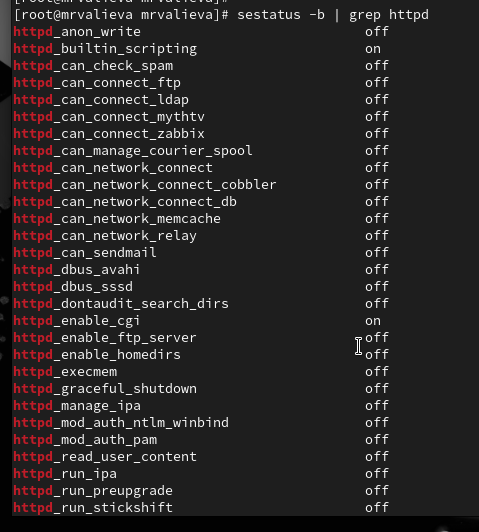 [root@mrvalieva mrvalieva]#
[root@mrvalieva mrvalieva]# sestatus -b | grep httpd
httpd_anon_write off
httpd_builtin_scripting on
httpd_can_check_spam off
httpd_can_connect_ftp off
httpd_can_connect_ldap off
httpd_can_connect_mythtv off
httpd_can_connect_zabbix off
httpd_can_manage_courier_spool off
httpd_can_network_connect off
httpd_can_network_connect_cobbler off
httpd_can_network_connect_db off
httpd_can_network_memcache off
httpd_can_network_relay off
httpd_can_sendmail off
httpd_dbus_avahi off
httpd_dbus_sssd off
httpd_dontaudit_search_dirs off
httpd_enable_cgi on
httpd_enable_ftp_server off
httpd_enable_homedirs off
httpd_execmem off
httpd_graceful_shutdown off
httpd_manage_ipa off
httpd_mod_auth_ntlm_winbind off
httpd_mod_auth_pam off
httpd_read_user_content off
httpd_run_ipa off
httpd_run_preupgrade off
httpd_run_stickshift off